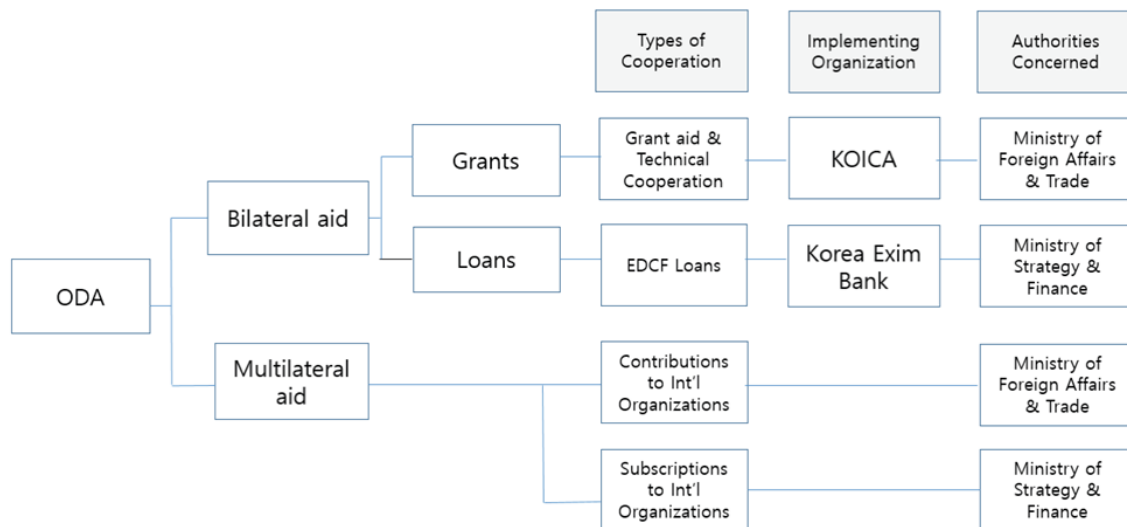 Types of
Cooperation
Implementing
Organization
Authorities
Concerned
Grants
Grant aid &
Technical
Cooperation
KOICA
Ministry of
Foreign Affairs
& Trade
Bilateral aid
Loans
EDCF Loans
Korea Exim
Bank
Ministry of
Strategy &
Finance
ODA
Multilateral
aid
Contributions
to Int’l
Organizations
Ministry of
Foreign Affairs
& Trade
Subscriptions
to Int’l
Organizations
Ministry of
Strategy &
Finance